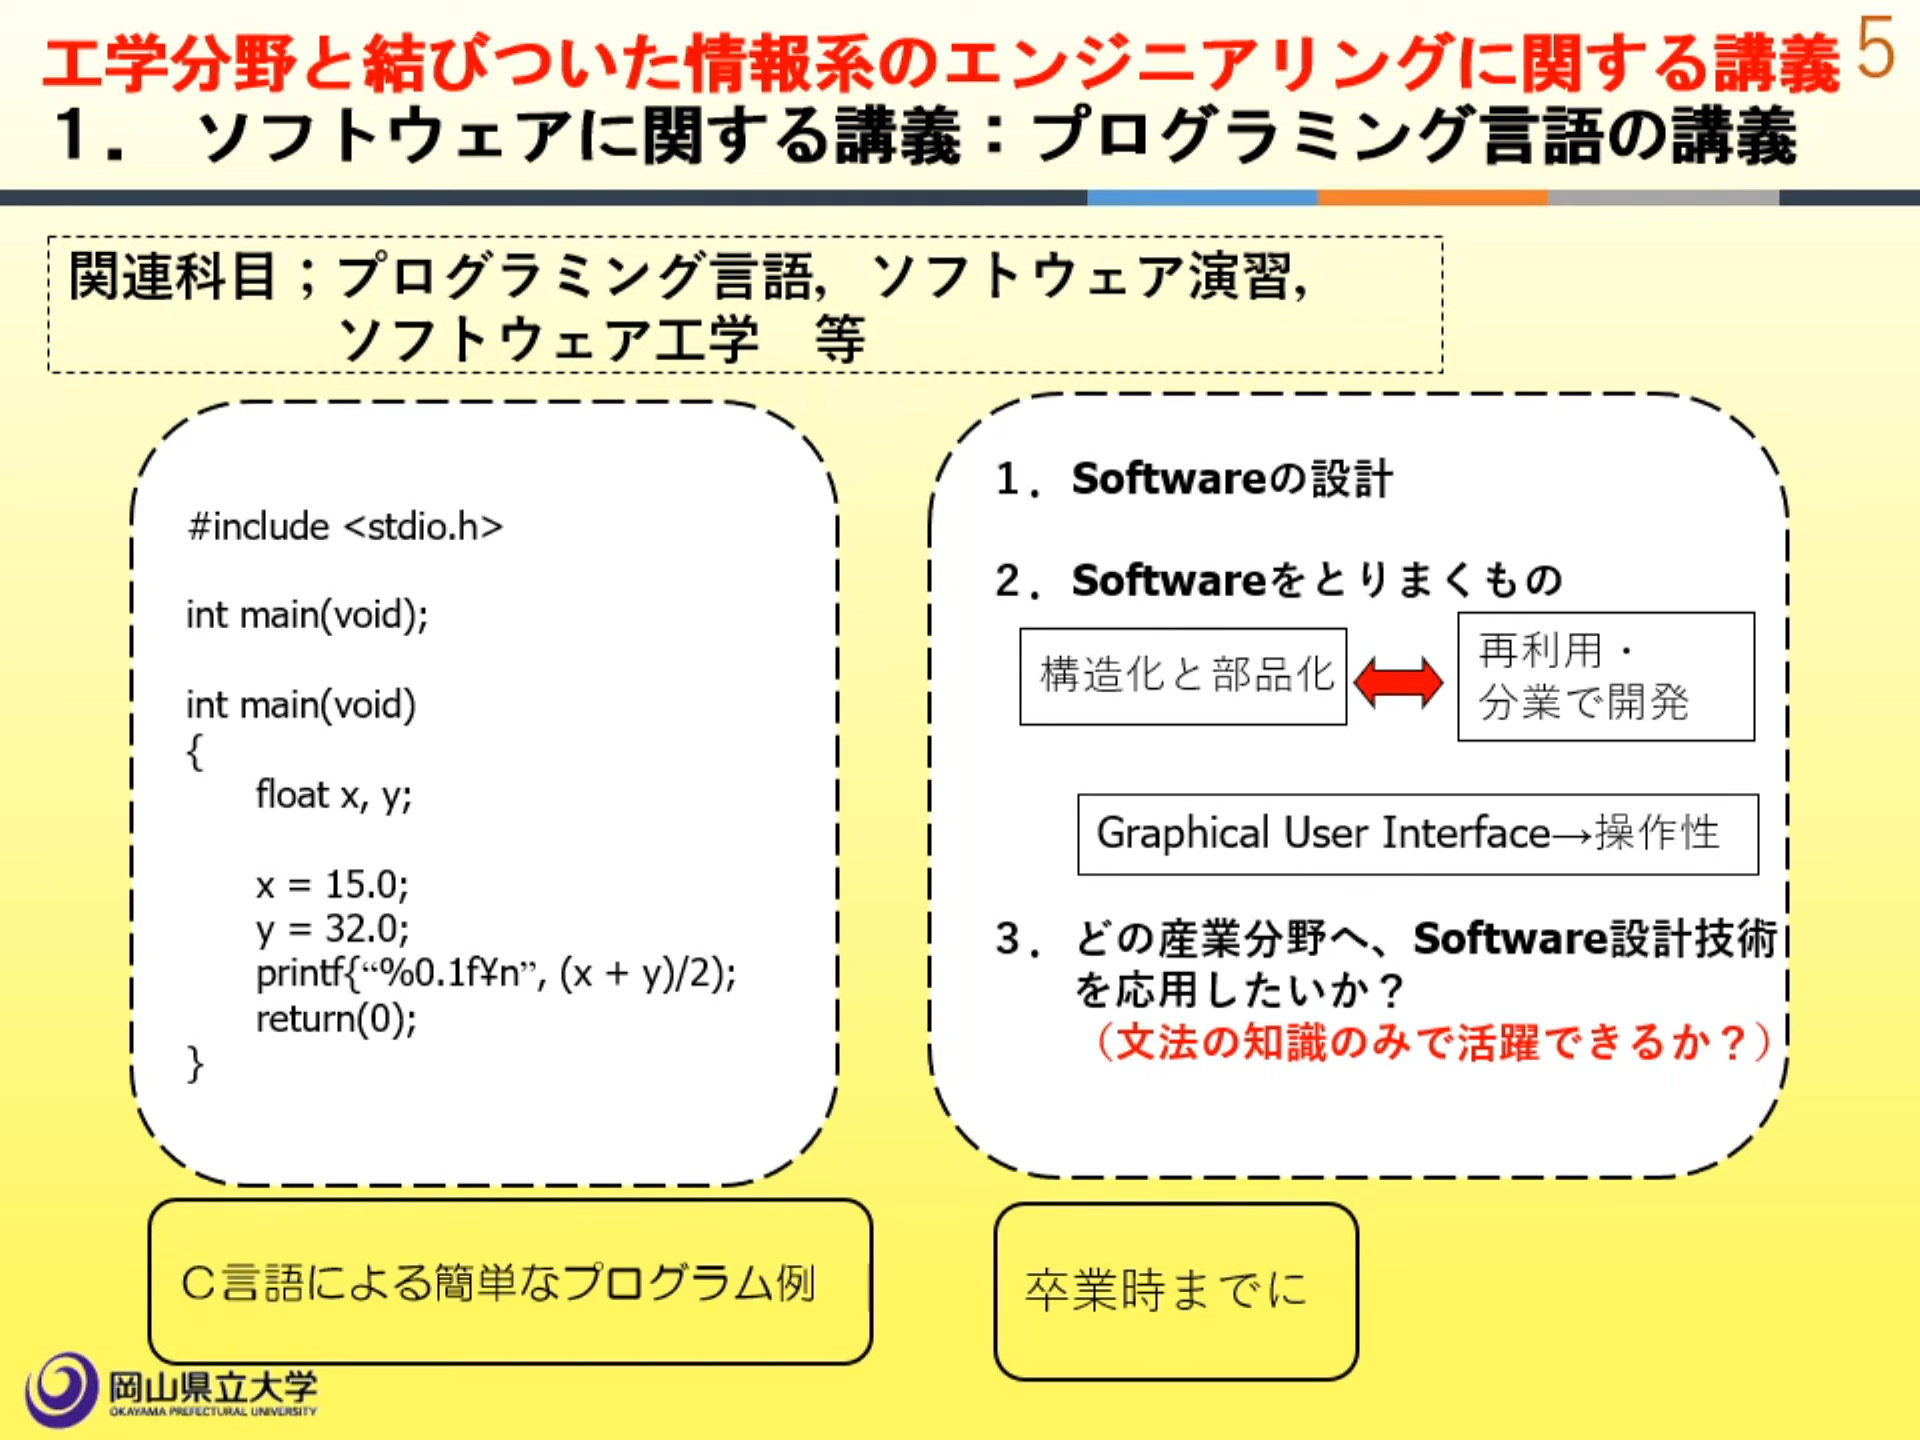 工学分野と結びついた情報系のエンジニアリングに関する講義
5
１． ソフトウェアに関する講義：プログラミング言語の講義
関連科目；プログラミング言語，ソフトウェア演習，
ソフトウェア工学　等
#include <stdio.h>
int main(void);
int main(void)
{
float x, y;
x = 15.0;
y = 32.0;
printf{“%0.1f¥n”, (x + y)/2);
return(0);
}
C言語による簡単なプログラム例
1．Softwareの設計
2．Softwareをとりまくもの
構造化と部品化
再利用・
分業で開発
Graphical User Interface→操作性
3．どの産業分野へ、Software設計技術
を応用したいか？
（文法の知識のみで活躍できるか？）
卒業時までに
岡山県立大学
OKAYAMA PREFECTURAL UNIVERSITY